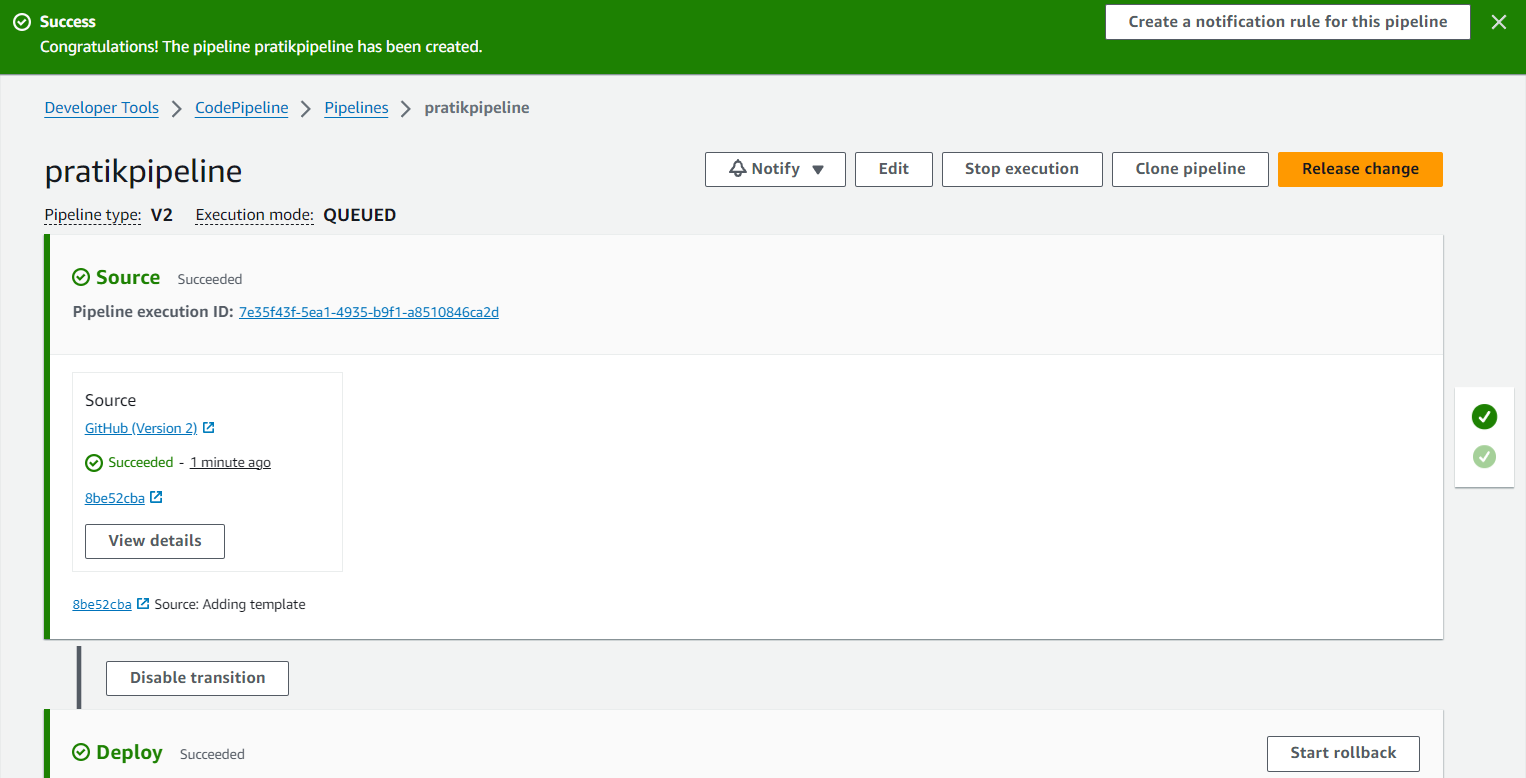 Success
Create a notification rule for this pipeline
Congratulations! The pipeline pratikpipeline has been created.
Developer Tools CodePipeline Pipelines pratikpipeline
pratikpipeline
Notify Edit Stop execution Clone pipeline Release change
Pipeline type: V2 Execution mode: QUEUED
Source Succeeded
Pipeline execution ID: 7e35f43f-5ea1-4935-b9f1-a8510846ca2d
Source
GitHub (Version 2)
Succeeded - 1 minute ago
8be52cba
View details
8be52cba Source: Adding template
Disable transition
Deploy Succeeded
Start rollback